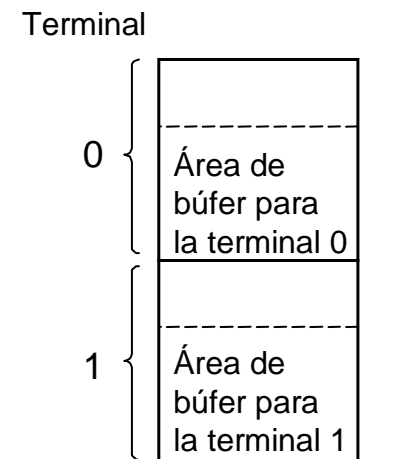 Terminal
0
Área de
búfer para
la terminal 0
1
Área de
búfer para
la terminal 1